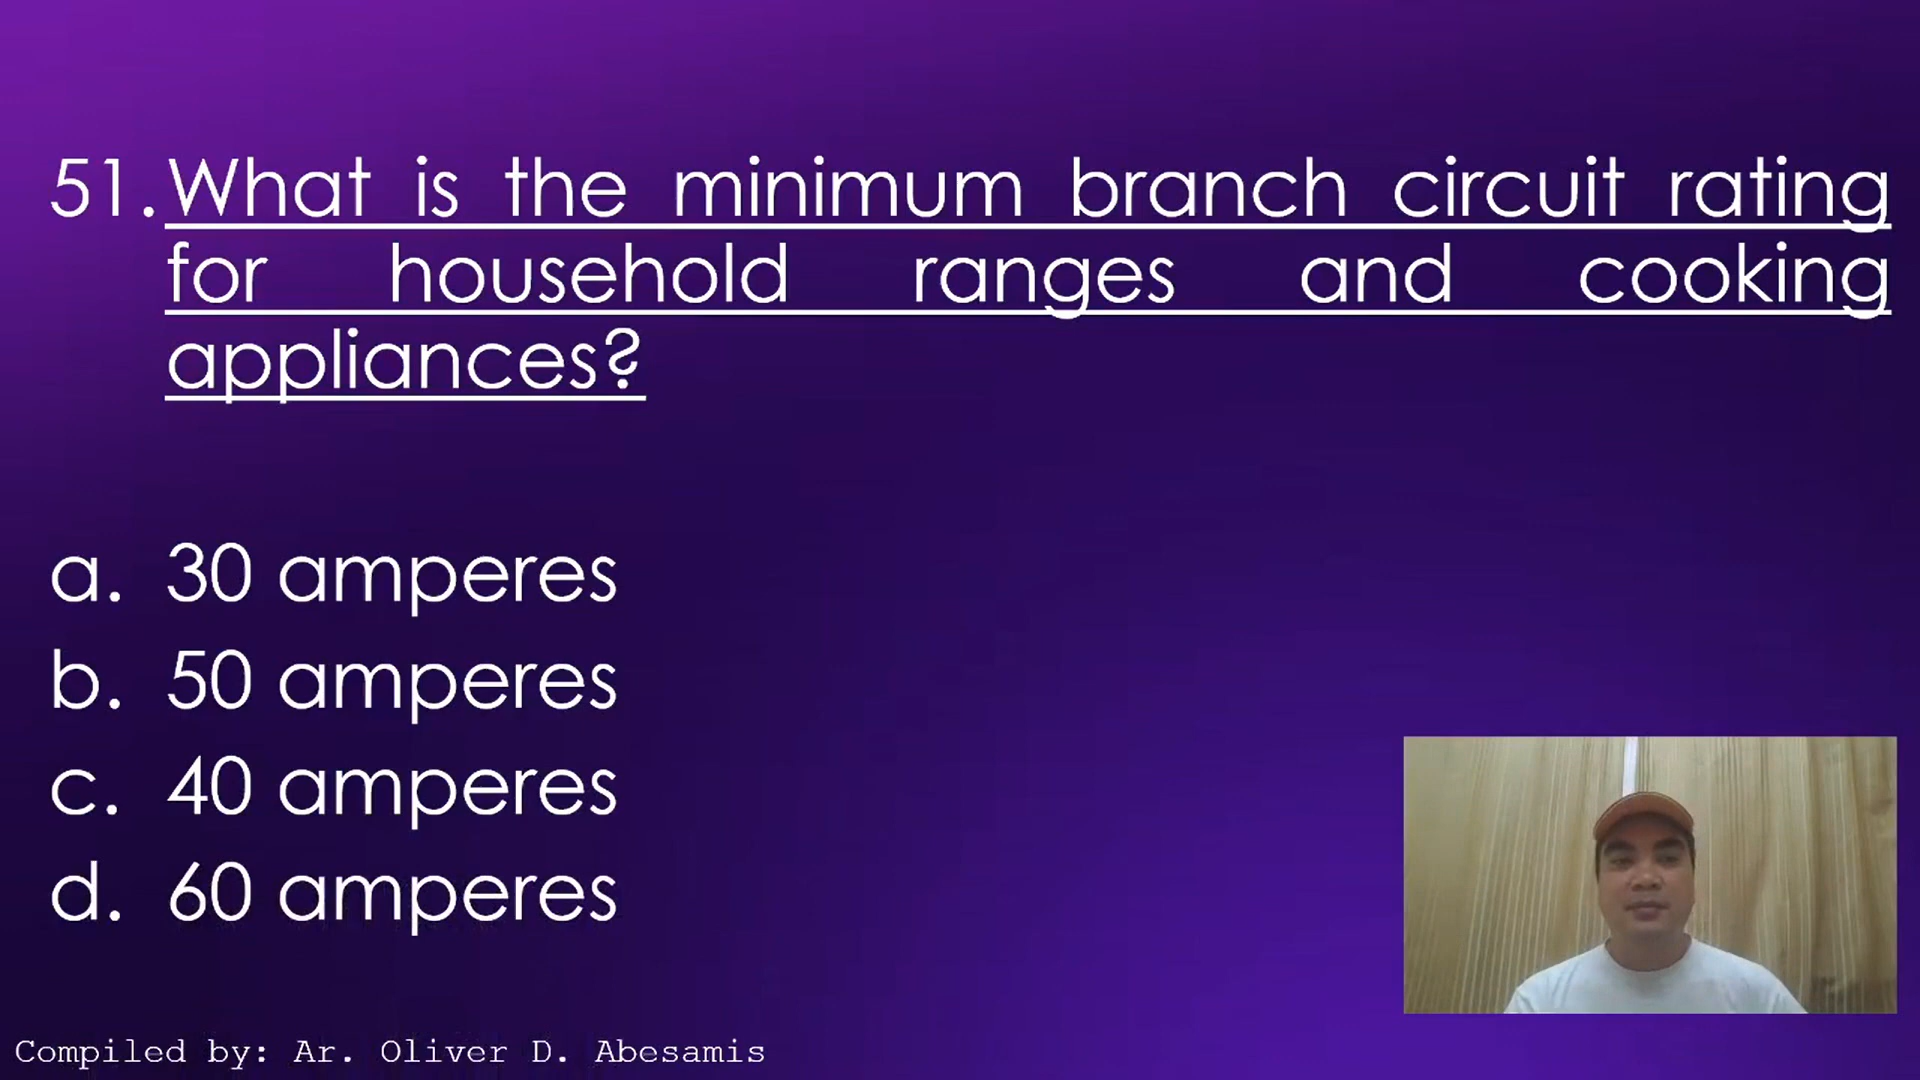 51. What is the minimum branch circuit rating
for household ranges and cooking
appliances?
a. 30 amperes
b. 50 amperes
c. 40 amperes
d. 60 amperes
Compiled by: Ar. Oliver D. Abesamis